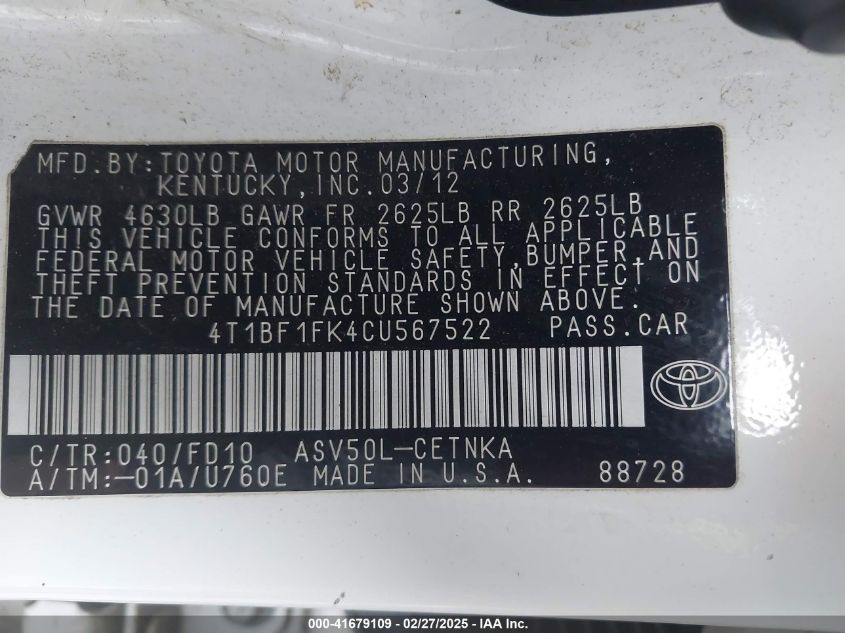 MFD.BY:TOYOTA MOTOR MANUFACTURING,
KENTUCKY,INC.03/12
GVWR 4630LB GAWR FR 2625LB RR 2625LB
THIS VEHICLE CONFORMS TO ALL APPLICABLE
FEDERAL MOTOR VEHICLE SAFETY,BUMPER,AND
THEFT PREVENTION STANDARDS IN EFFECT ON
THE DATE OF MANUFACTURE SHOWN ABOVE.
4T1BF1FK4CU567522 PASS.CAR
C/TR:040/FD10 ASV50L-CETNKA
A/TM:-01A/U760E MADE IN U.S.A. 88728
000-41679109 - 02/27/2025 - IAA Inc.